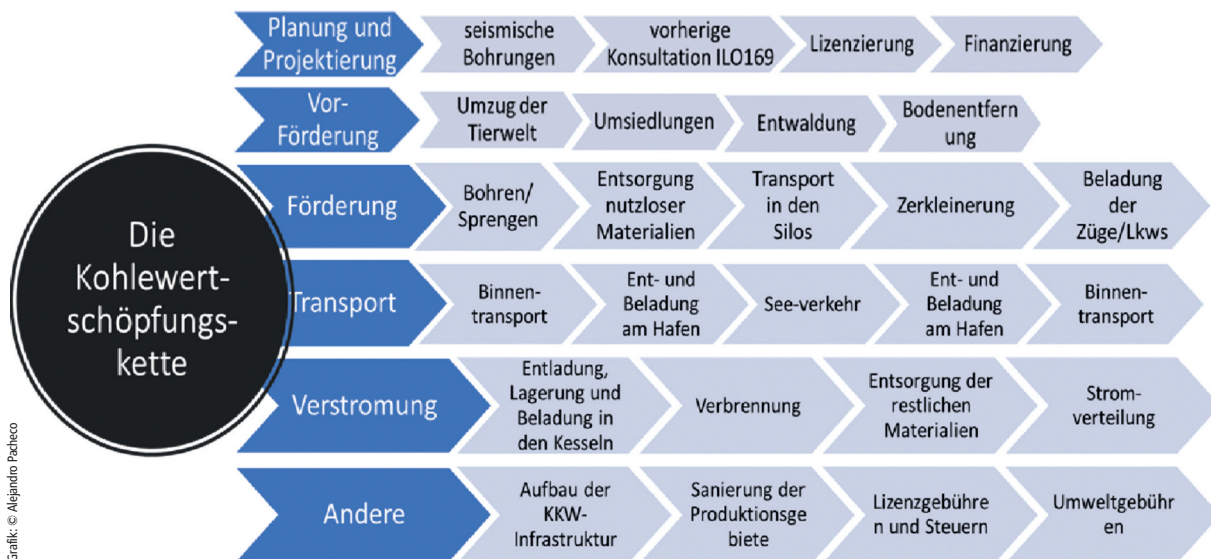 Die
Kohlewert-
schöpfungs-
kette
Planung und
Projektierung
seismische
Bohrungen
vorherige
Konsultation ILO169
Lizenzierung
Finanzierung
Vor-
Förderung
Umzug der
Tierwelt
Umsiedlungen
Entwaldung
Bodenentfern
ung
Förderung
Bohren/
Sprengen
Entsorgung
nutzloser
Materialien
Transport
in den
Silos
Zerkleinerung
Beladung
der
Züge/Lkws
Transport
Binnen-
transport
Ent- und
Beladung
am Hafen
See-verkehr
Ent- und
Beladung
am Hafen
Binnen-
transport
Verstromung
Entladung,
Lagerung und
Beladung in
den Kesseln
Verbrennung
Entsorgung der
restlichen
Materialien
Strom-
verteilung
Andere
Aufbau der
KKW-
Infrastruktur
Sanierung der
Produktionsge
biete
Lizenzgebühre
n und Steuern
Umweltgebühr
en
Grafik: © Alejandro Pacheco